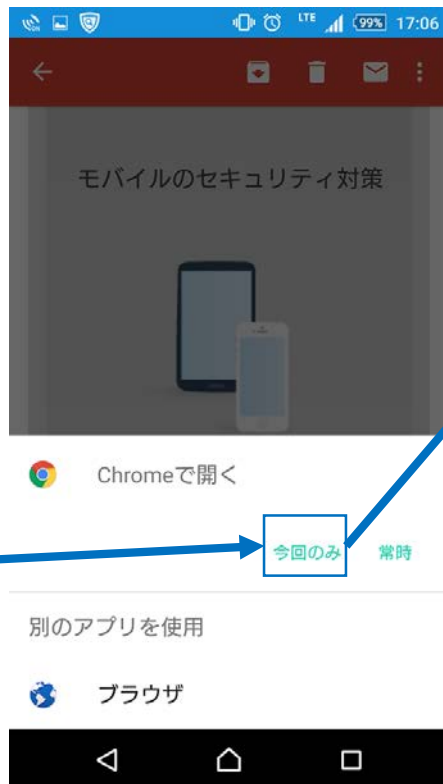 LTE 99% 17:06
モバイルのセキュリティ対策
Chromeで開く
今回のみ 常時
別のアプリを使用
ブラウザ